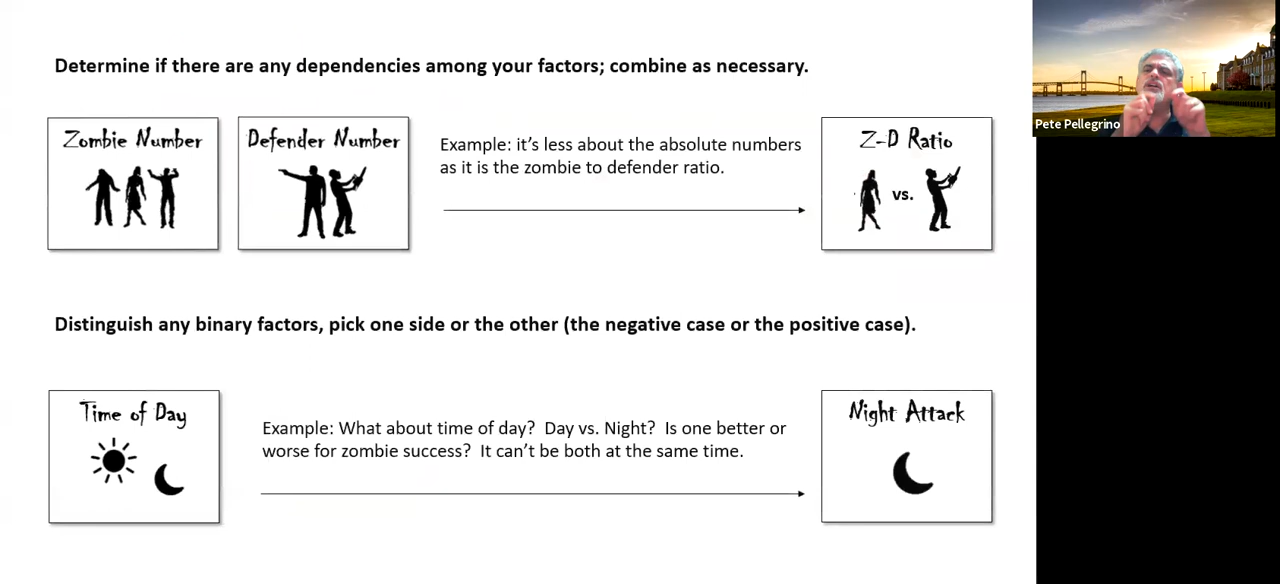 Determine if there are any dependencies among your factors; combine as necessary.
Zombie Number
Defender Number
Example: it's less about the absolute numbers
as it is the zombie to defender ratio.
Z-D Ratio
vs.
Pete Pellegrino
Distinguish any binary factors, pick one side or the other (the negative case or the positive case).
Time of Day
Example: What about time of day?  Day vs. Night?  Is one better or
worse for zombie success?  It can't be both at the same time.
Night Attack